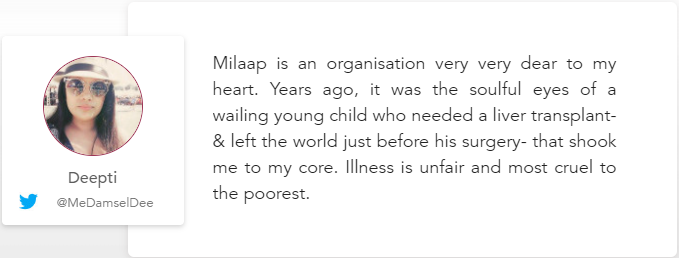 Milaap is an organisation very very dear to my
heart. Years ago, it was the soulful eyes of a
wailing young child who needed a liver transplant-
& left the world just before his surgery- that shook
me to my core. Illness is unfair and most cruel to
the poorest.
Deepti
@MeDamselDee